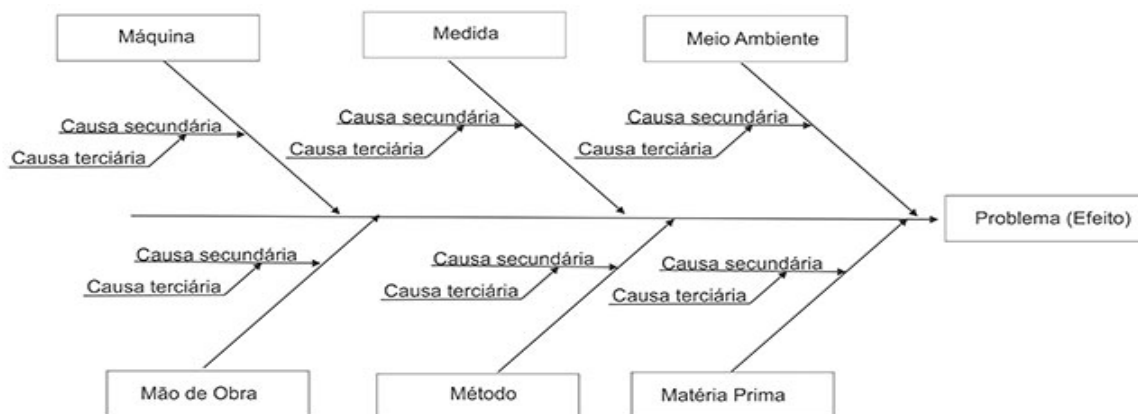 Máquina
Medida
Meio Ambiente
Causa secundária
Causa terciária
Causa secundária
Causa terciária
Causa secundária
Causa terciária
Problema (Efeito)
Causa secundária
Causa terciária
Causa secundária
Causa terciária
Causa secundária
Causa terciária
Mão de Obra
Método
Matéria Prima